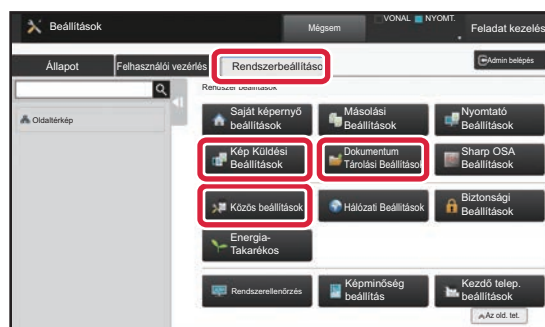 Beállítások
Mégsem
VONAL
NYOMT.
Feladat kezelés
Állapot
Felhasználói vezérlés
Rendszerbeállítás
Admin belépés
Rendszer beállítások
Oldaltérkép
Saját képernyő
beállítások
Másolási
Beállítások
Nyomtató
Beállítások
Kép Küldési
Beállítások
Dokumentum
Tárolási Beállítások
Sharp OSA
Beállítások
Közös beállítások
Hálózati Beállítások
Biztonsági
Beállítások
Energia-
Takarékos
Rendszerellenőrzés
Képminőség
beállítás
Kezdő telep.
beállítások
Az old. tet.